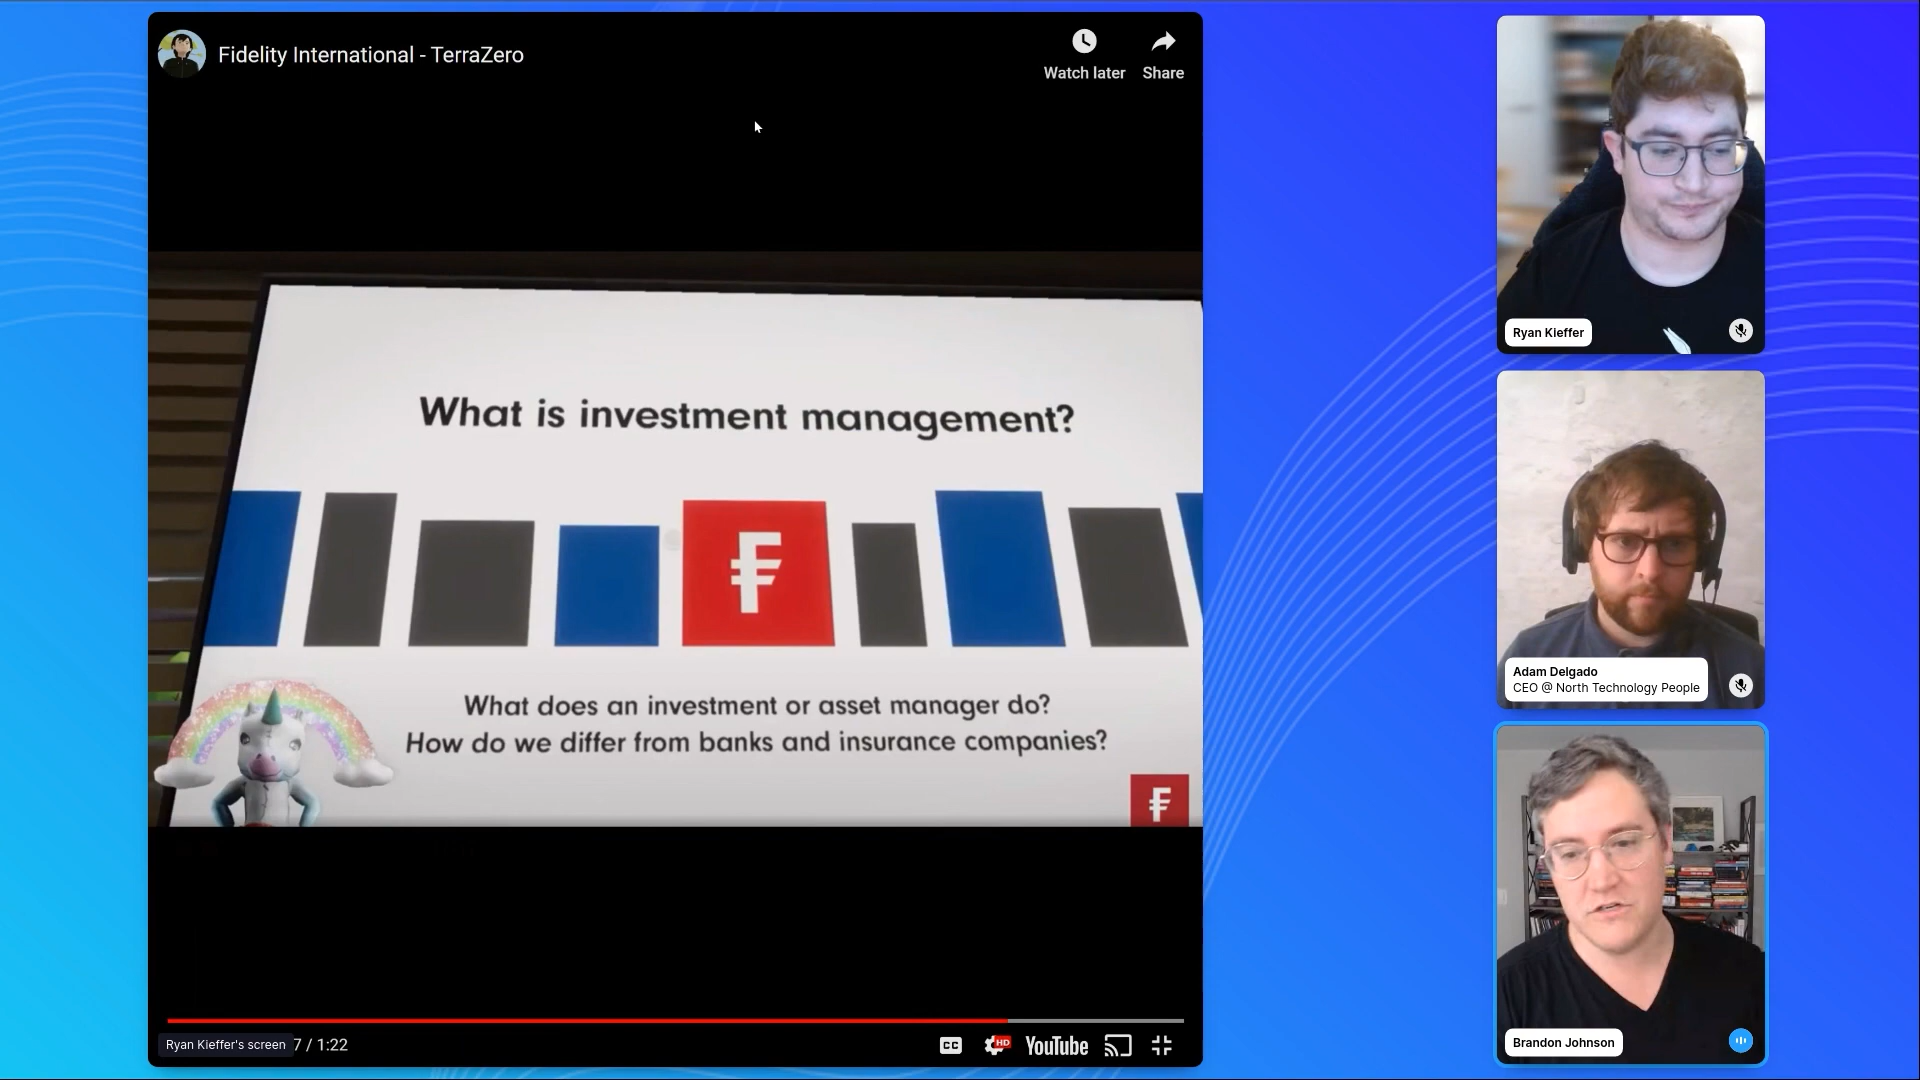 Fidelity International - TerraZero
Watch later
Share
What is investment management?
What does an investment or asset manager do?
How do we differ from banks and insurance companies?
Ryan Kieffer's screen
7 / 1:22
CC
HD
YouTube
Ryan Kieffer
Adam Delgado
CEO @ North Technology People
Brandon Johnson